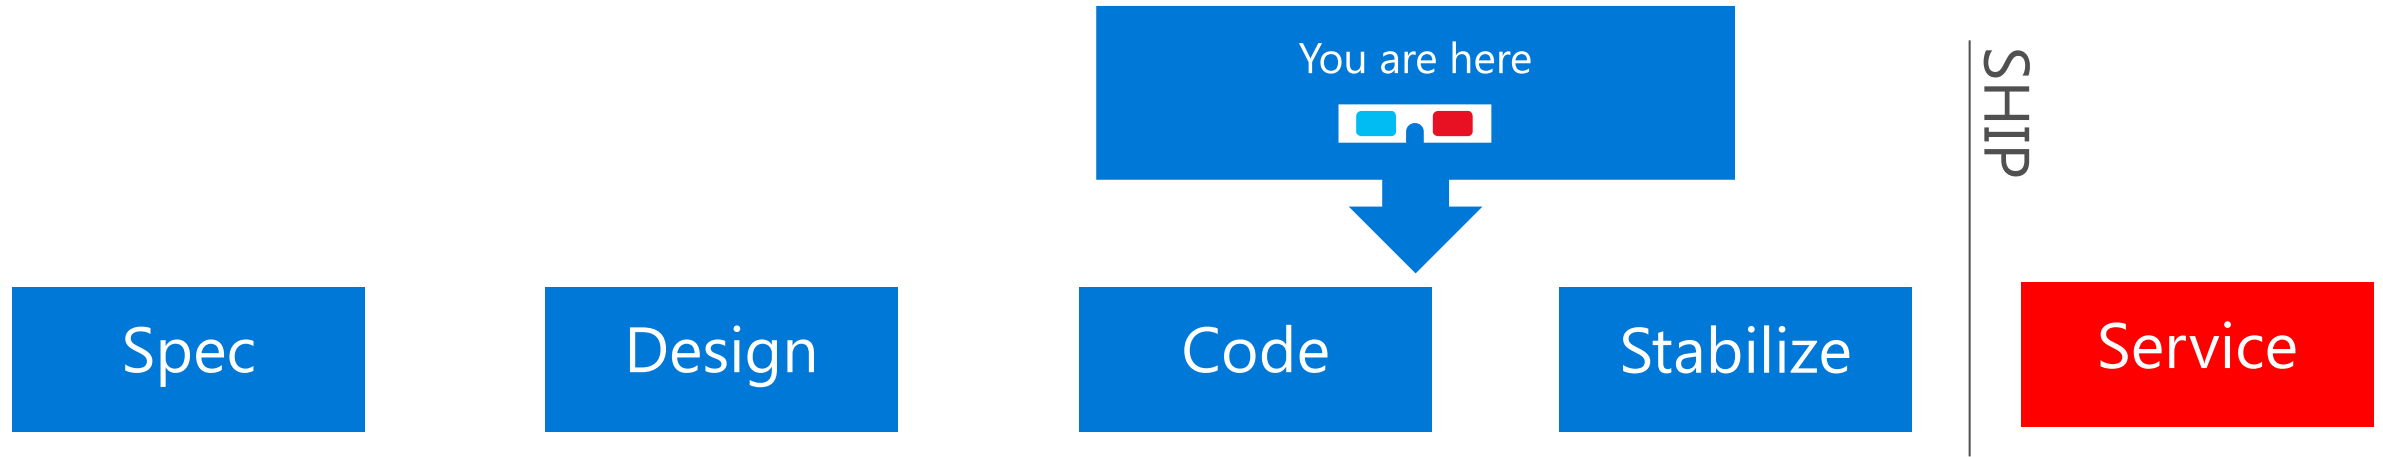 You are here
SHIP
Spec
Design
Code
Stabilize
Service